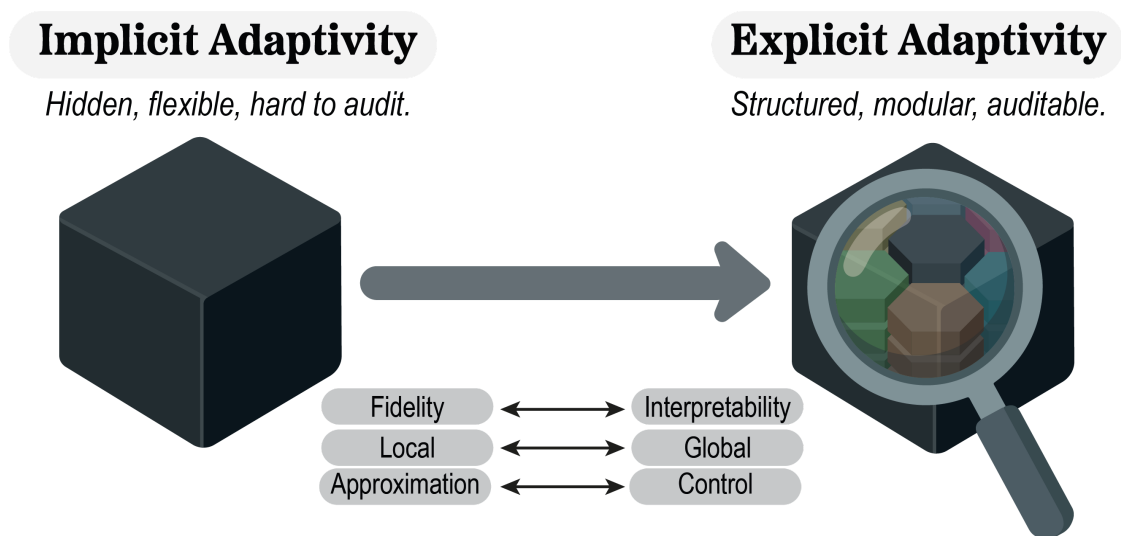 Implicit Adaptivity
Explicit Adaptivity
Hidden, flexible, hard to audit.
Structured, modular, auditable.
Fidelity
Interpretability
Local
Global
Approximation
Control